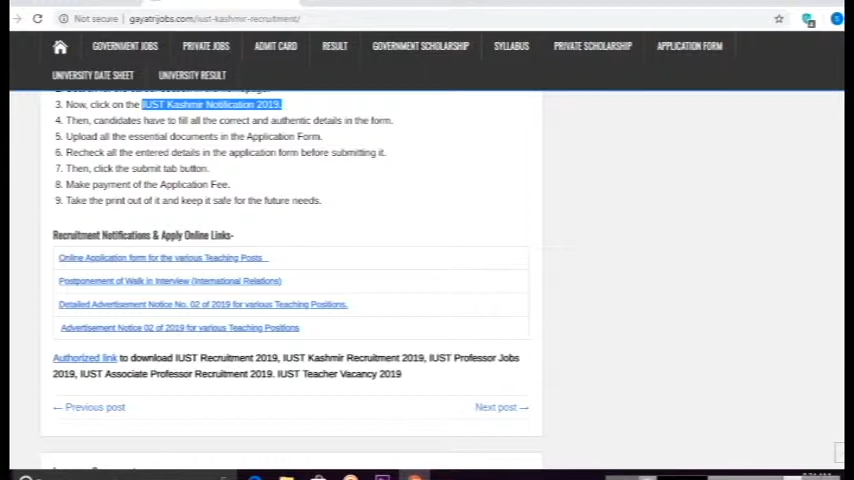 Not secure | gayatrijobs.com/iust-kashmir-recruitment/
GOVERNMENT JOBS PRIVATE JOBS ADMIT CARD RESULT GOVERNMENT SCHOLARSHIP SYLLABUS PRIVATE SCHOLARSHIP APPLICATION FORM
UNIVERSITY DATE SHEET UNIVERSITY RESULT
3. Now, click on the IUST Kashmir Notification 2019.
4. Then, candidates have to fill all the correct and authentic details in the form.
5. Upload all the essential documents in the Application Form.
6. Recheck all the entered details in the application form before submitting it.
7. Then, click the submit tab button.
8. Make payment of the Application Fee.
9. Take the print out of it and keep it safe for the future needs.
Recruitment Notifications & Apply Online Links-
Online Application form for the various Teaching Posts
Postponement of Walk in Interview (International Relations)
Detailed Advertisement Notice No. 02 of 2019 for various Teaching Positions.
Advertisement Notice 02 of 2019 for various Teaching Positions
Authorized link to download IUST Recruitment 2019, IUST Kashmir Recruitment 2019, IUST Professor Jobs
2019, IUST Associate Professor Recruitment 2019. IUST Teacher Vacancy 2019
← Previous post Next post →